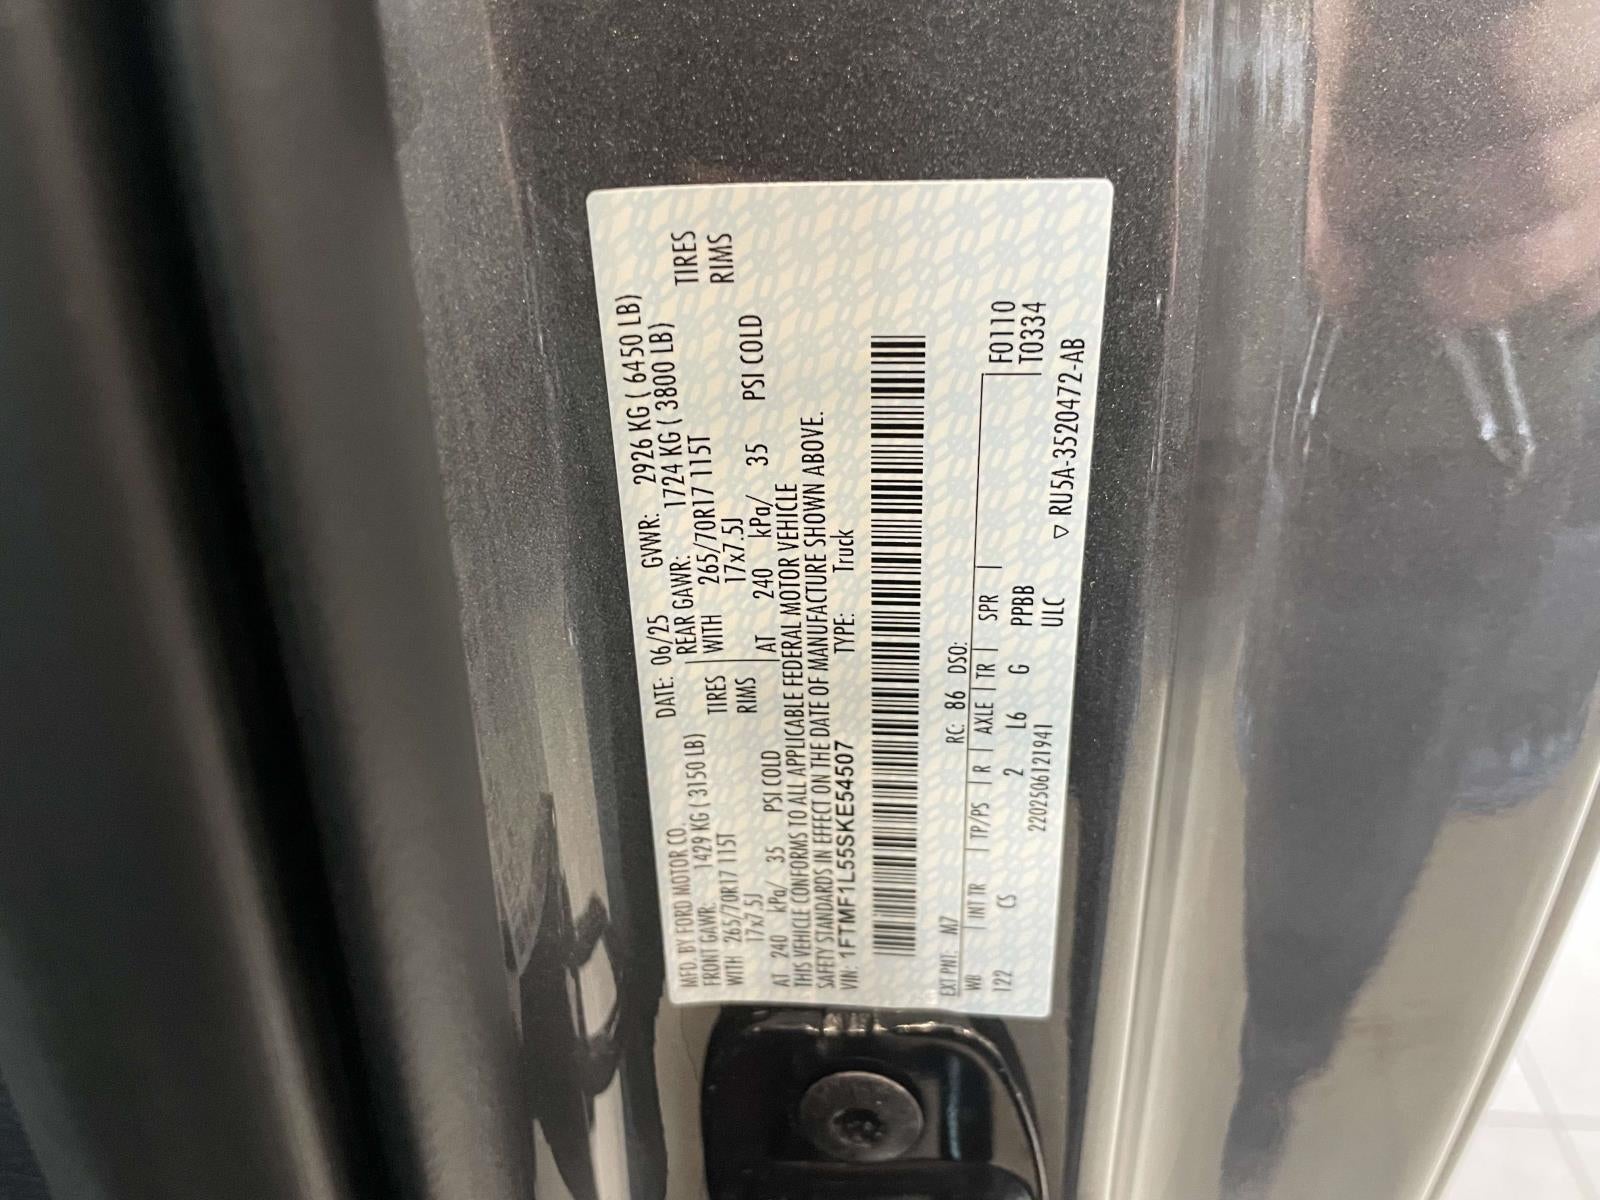 MFD. BY FORD MOTOR CO. DATE: 06/25 GVWR: 2926 KG ( 6450 LB)
FRONT GAWR: 1429 KG ( 3150 LB) REAR GAWR: 1724 KG ( 3800 LB)
WITH 265/70R17 115T TIRES WITH 265/70R17 115T TIRES
17x7.5J RIMS 17x7.5J RIMS
AT 240 kPa/ 35 PSI COLD AT 240 kPa/ 35 PSI COLD
THIS VEHICLE CONFORMS TO ALL APPLICABLE FEDERAL MOTOR VEHICLE
SAFETY STANDARDS IN EFFECT ON THE DATE OF MANUFACTURE SHOWN ABOVE.
VIN: 1FTMF1L55SKE54507 TYPE: Truck
EXT PNT: M7 RC: 86 DSO:
WB | INT TR | TP/PS | R | AXLE | TR | SPR | F0110
122 CS 2 L6 G PPBB T0334
2202506121941 ULC ▽ RU5A-3520472-AB